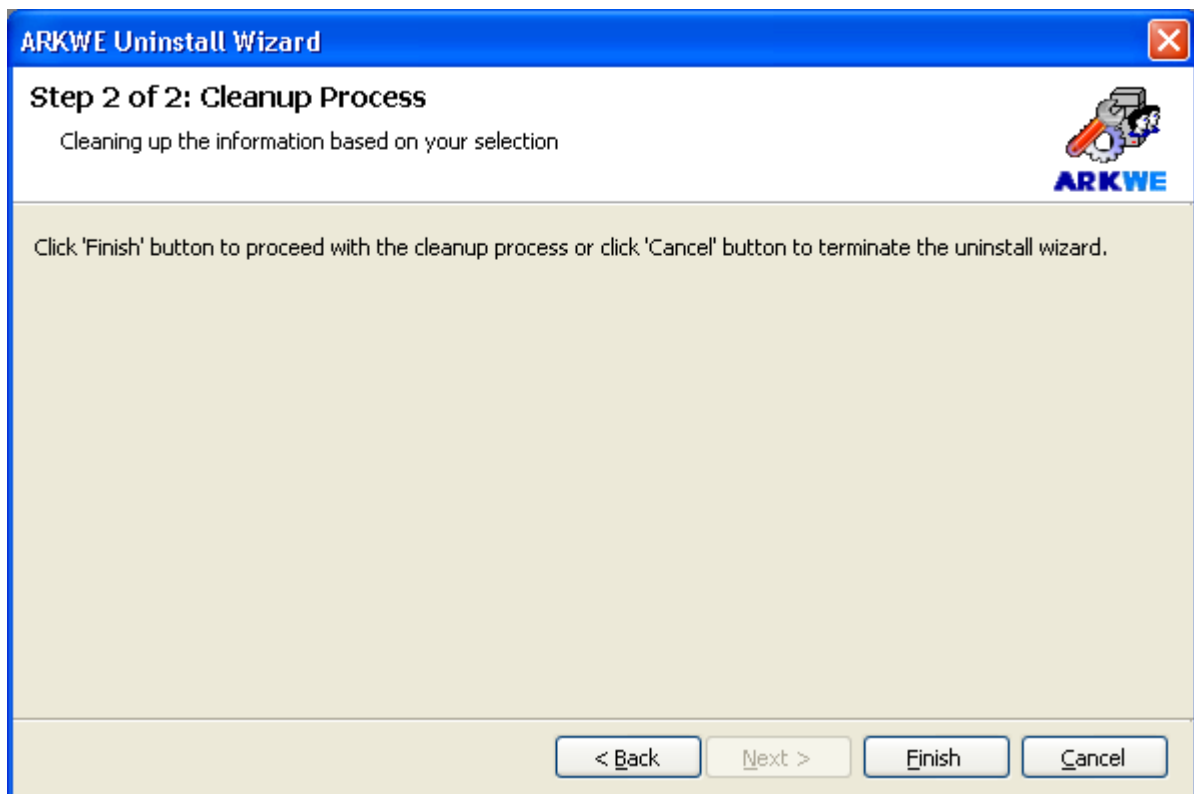 ARKWE Uninstall Wizard
Step 2 of 2: Cleanup Process
Cleaning up the information based on your selection
ARKWE
Click 'Finish' button to proceed with the cleanup process or click 'Cancel' button to terminate the uninstall wizard.
< Back Next > Finish Cancel